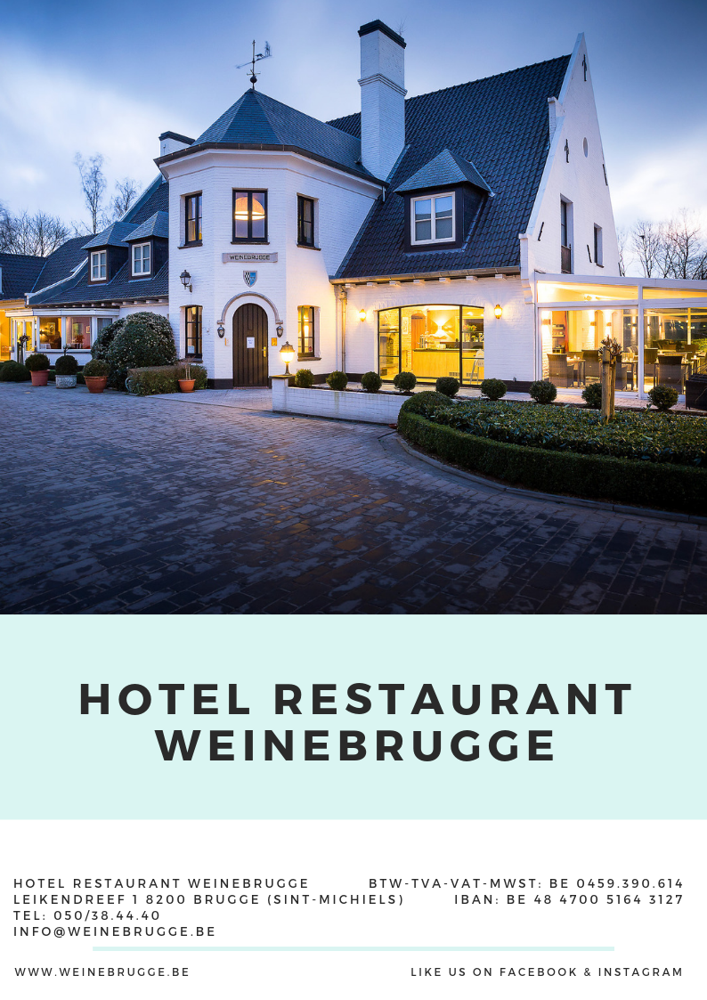 WEINEBRUGGE
HOTEL RESTAURANT
WEINEBRUGGE
HOTEL RESTAURANT WEINEBRUGGE
LEIKENDREEF 1 8200 BRUGGE (SINT-MICHIELS)
TEL: 050/38.44.40
INFO@WEINEBRUGGE.BE
BTW-TVA-VAT-MWST: BE 0459.390.614
IBAN: BE 48 4700 5164 3127
WWW.WEINEBRUGGE.BE
LIKE US ON FACEBOOK & INSTAGRAM